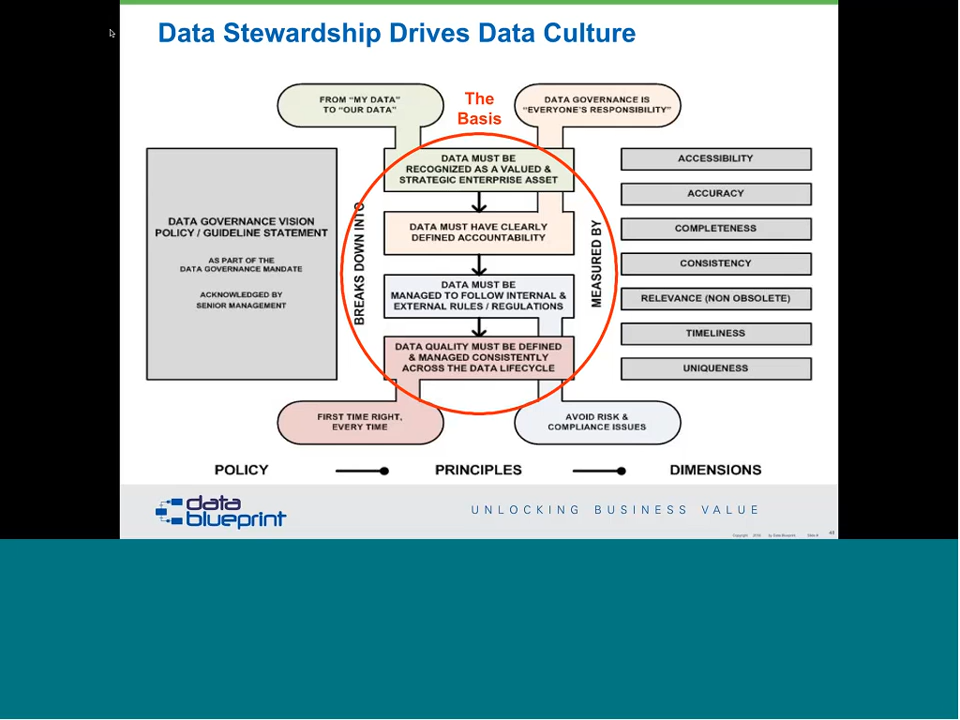 Data Stewardship Drives Data Culture
FROM "MY DATA"
TO "OUR DATA"
The
Basis
DATA GOVERNANCE IS
"EVERYONE'S RESPONSIBILITY"
DATA GOVERNANCE VISION
POLICY / GUIDELINE STATEMENT
AS PART OF THE
DATA GOVERNANCE MANDATE
ACKNOWLEDGED BY
SENIOR MANAGEMENT
BREAKS DOWN INTO
DATA MUST BE
RECOGNIZED AS A VALUED &
STRATEGIC ENTERPRISE ASSET
DATA MUST HAVE CLEARLY
DEFINED ACCOUNTABILITY
DATA MUST BE
MANAGED TO FOLLOW INTERNAL &
EXTERNAL RULES / REGULATIONS
DATA QUALITY MUST BE DEFINED
& MANAGED CONSISTENTLY
ACROSS THE DATA LIFECYCLE
MEASURED BY
ACCESSIBILITY
ACCURACY
COMPLETENESS
CONSISTENCY
RELEVANCE (NON OBSOLETE)
TIMELINESS
UNIQUENESS
FIRST TIME RIGHT,
EVERY TIME
AVOID RISK &
COMPLIANCE ISSUES
POLICY
PRINCIPLES
DIMENSIONS
data
blueprint
UNLOCKING BUSINESS VALUE
Copyright by Data Blueprint Slide #